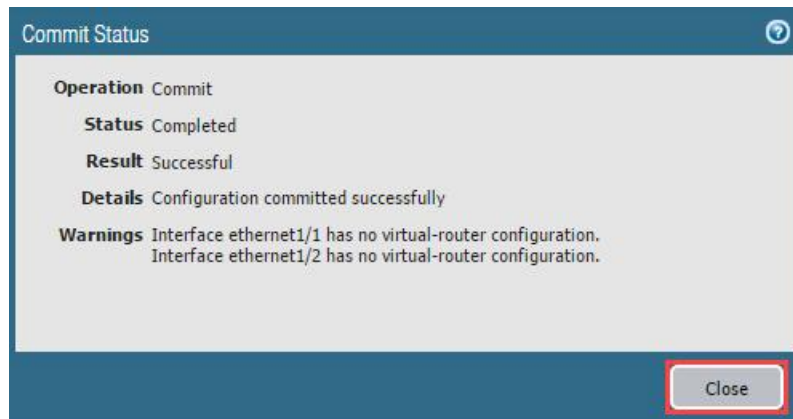 Commit Status
Operation Commit
Status Completed
Result Successful
Details Configuration committed successfully
Warnings Interface ethernet1/1 has no virtual-router configuration.
Interface ethernet1/2 has no virtual-router configuration.
Close